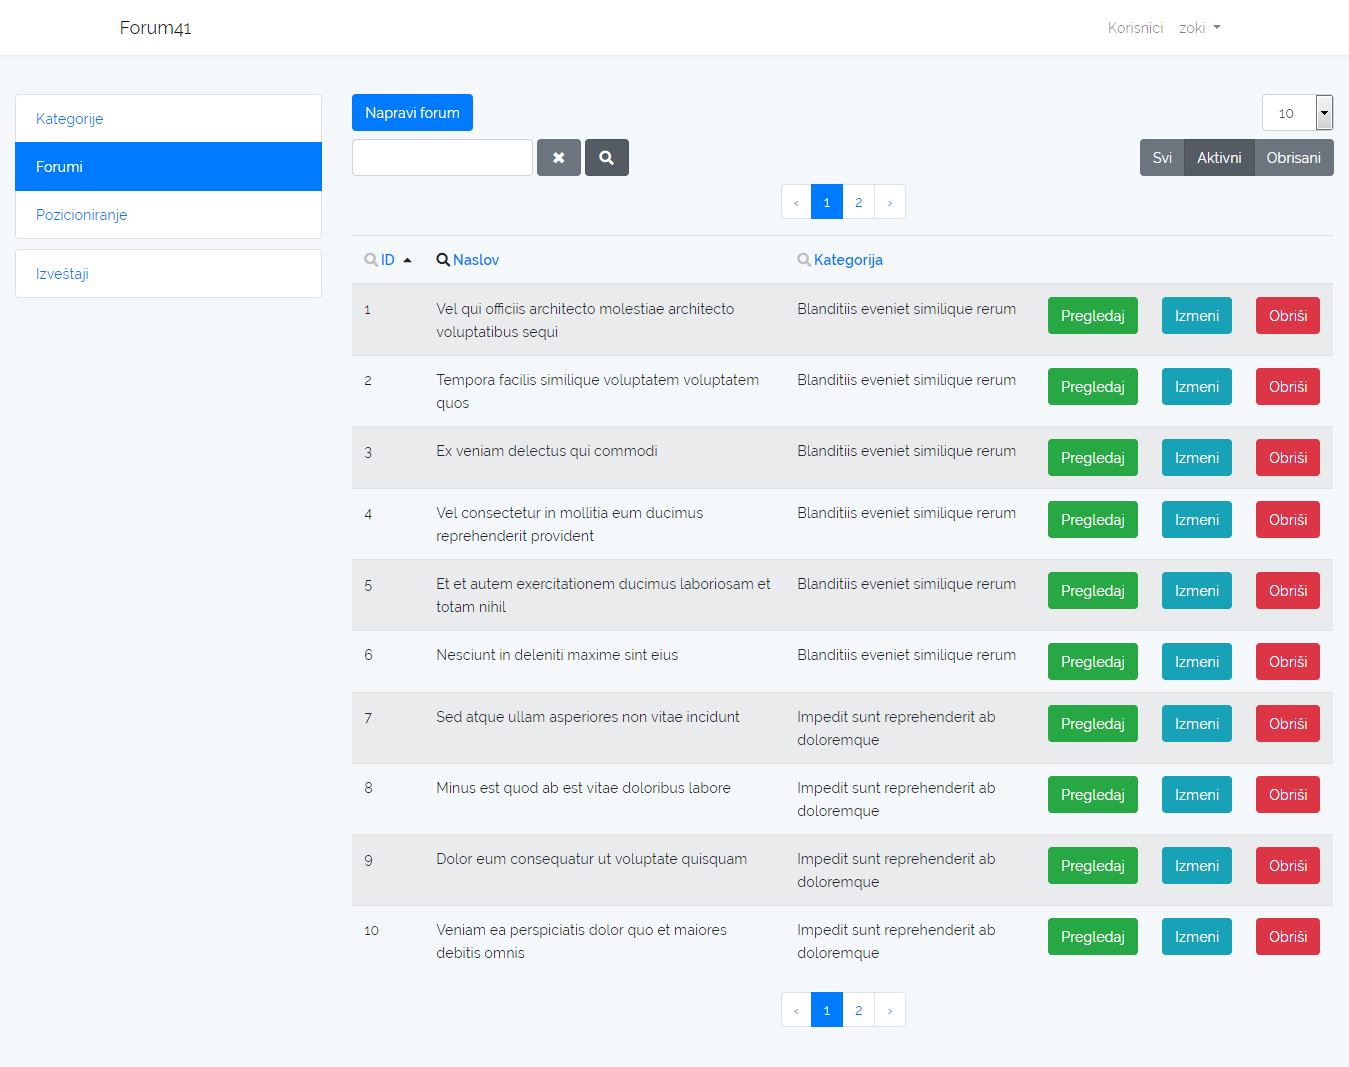 Forum41
Korisnici zoki
Kategorije
Forumi
Pozicioniranje
Izveštaji
Napravi forum
10
Svi Aktivni Obrisani
‹ 1 2 ›
ID Naslov Kategorija
1 Vel qui officiis architecto molestiae architecto Blanditiis eveniet similique rerum Pregledaj Izmeni Obriši
voluptatibus sequi
2 Tempora facilis similique voluptatem voluptatem Blanditiis eveniet similique rerum Pregledaj Izmeni Obriši
quos
3 Ex veniam delectus qui commodi Blanditiis eveniet similique rerum Pregledaj Izmeni Obriši
4 Vel consectetur in mollitia eum ducimus Blanditiis eveniet similique rerum Pregledaj Izmeni Obriši
reprehenderit provident
5 Et et autem exercitationem ducimus laboriosam et Blanditiis eveniet similique rerum Pregledaj Izmeni Obriši
totam nihil
6 Nesciunt in deleniti maxime sint eius Blanditiis eveniet similique rerum Pregledaj Izmeni Obriši
7 Sed atque ullam asperiores non vitae incidunt Impedit sunt reprehenderit ab Pregledaj Izmeni Obriši
doloremque
8 Minus est quod ab est vitae doloribus labore Impedit sunt reprehenderit ab Pregledaj Izmeni Obriši
doloremque
9 Dolor eum consequatur ut voluptate quisquam Impedit sunt reprehenderit ab Pregledaj Izmeni Obriši
doloremque
10 Veniam ea perspiciatis dolor quo et maiores Impedit sunt reprehenderit ab Pregledaj Izmeni Obriši
debitis omnis doloremque
‹ 1 2 ›